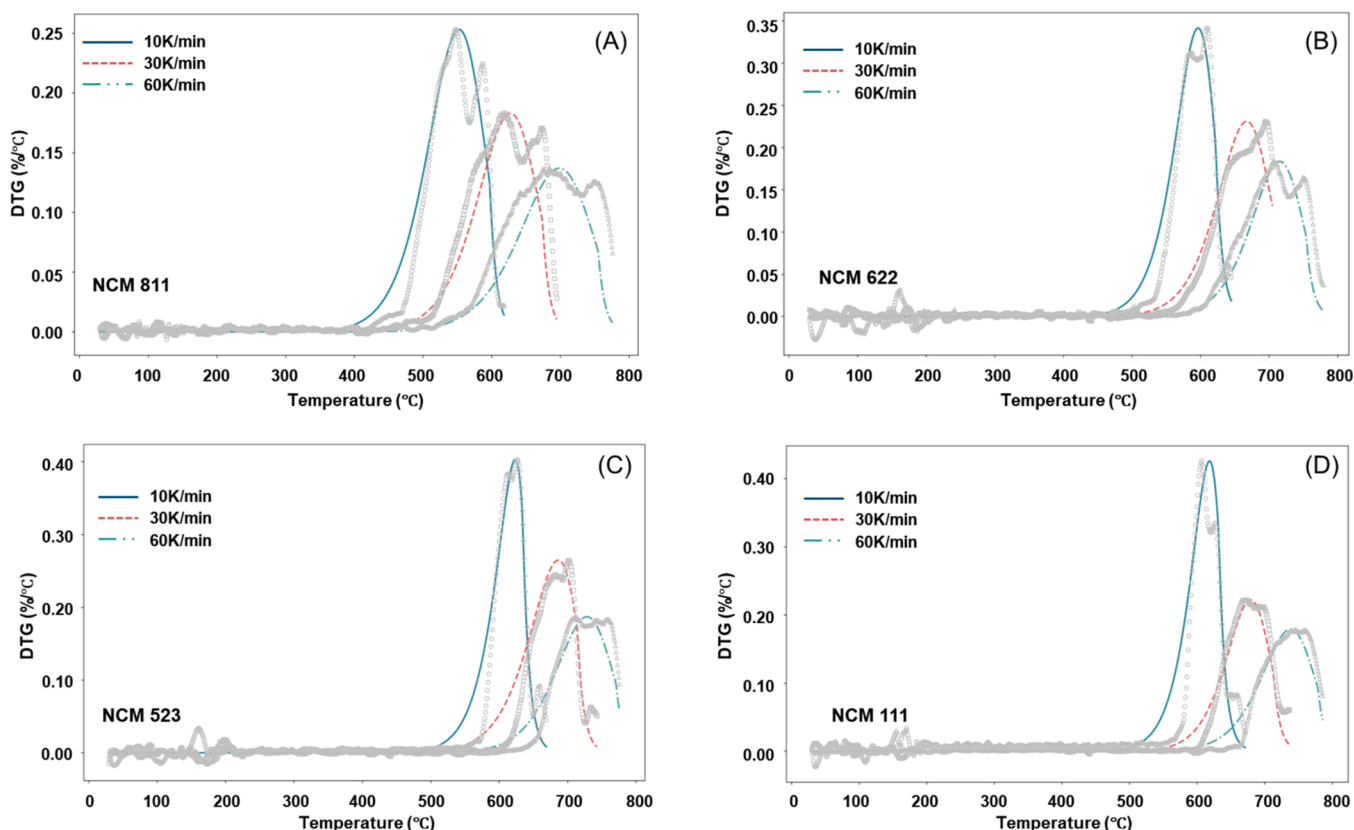 (A)
10K/min
30K/min
60K/min
NCM 811
DTG (%/℃)
0.25
0.20
0.15
0.10
0.05
0.00
0 100 200 300 400 500 600 700 800
Temperature (℃)
(B)
10K/min
30K/min
60K/min
NCM 622
DTG (%/℃)
0.35
0.30
0.25
0.20
0.15
0.10
0.05
0.00
0 100 200 300 400 500 600 700 800
Temperature (℃)
(C)
10K/min
30K/min
60K/min
NCM 523
DTG (%/℃)
0.40
0.30
0.20
0.10
0.00
0 100 200 300 400 500 600 700 800
Temperature (℃)
(D)
10K/min
30K/min
60K/min
NCM 111
DTG (%/℃)
0.40
0.30
0.20
0.10
0.00
0 100 200 300 400 500 600 700 800
Temperature (℃)